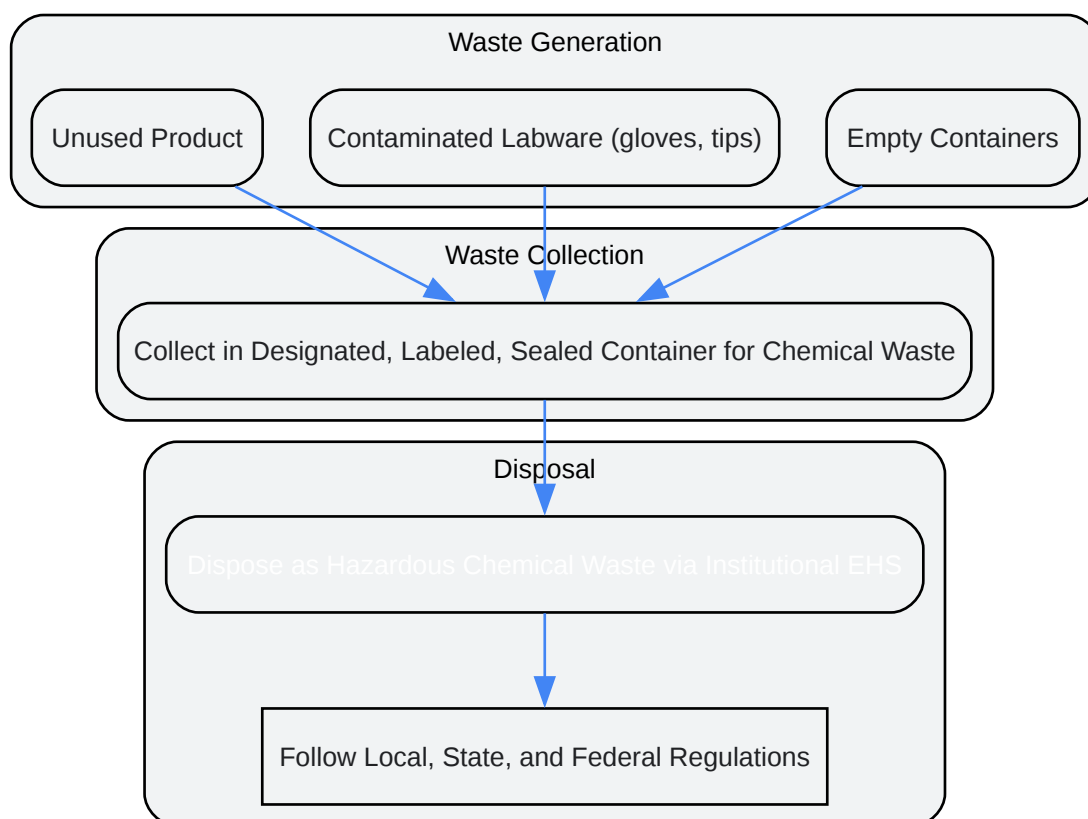 Waste Generation
Unused Product
Contaminated Labware (gloves, tips)
Empty Containers
Waste Collection
Collect in Designated, Labeled, Sealed Container for Chemical Waste
Disposal
Dispose as Hazardous Chemical Waste via Institutional EHS
Follow Local, State, and Federal Regulations